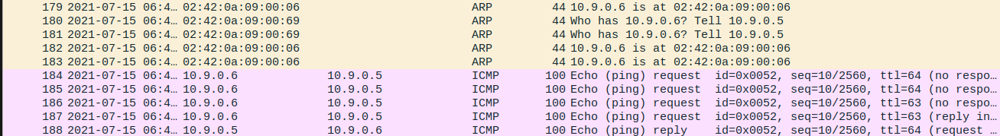 179 2021-07-15 06:4… 02:42:0a:09:00:06 ARP 44 10.9.0.6 is at 02:42:0a:09:00:06
180 2021-07-15 06:4… 02:42:0a:09:00:69 ARP 44 Who has 10.9.0.6? Tell 10.9.0.5
181 2021-07-15 06:4… 02:42:0a:09:00:69 ARP 44 Who has 10.9.0.6? Tell 10.9.0.5
182 2021-07-15 06:4… 02:42:0a:09:00:06 ARP 44 10.9.0.6 is at 02:42:0a:09:00:06
183 2021-07-15 06:4… 02:42:0a:09:00:06 ARP 44 10.9.0.6 is at 02:42:0a:09:00:06
184 2021-07-15 06:4… 10.9.0.6 10.9.0.5 ICMP 100 Echo (ping) request id=0x0052, seq=10/2560, ttl=64 (no respo…
185 2021-07-15 06:4… 10.9.0.6 10.9.0.5 ICMP 100 Echo (ping) request id=0x0052, seq=10/2560, ttl=64 (no respo…
186 2021-07-15 06:4… 10.9.0.6 10.9.0.5 ICMP 100 Echo (ping) request id=0x0052, seq=10/2560, ttl=63 (no respo…
187 2021-07-15 06:4… 10.9.0.6 10.9.0.5 ICMP 100 Echo (ping) request id=0x0052, seq=10/2560, ttl=63 (reply in…
188 2021-07-15 06:4… 10.9.0.5 10.9.0.6 ICMP 100 Echo (ping) reply id=0x0052, seq=10/2560, ttl=64 (request …